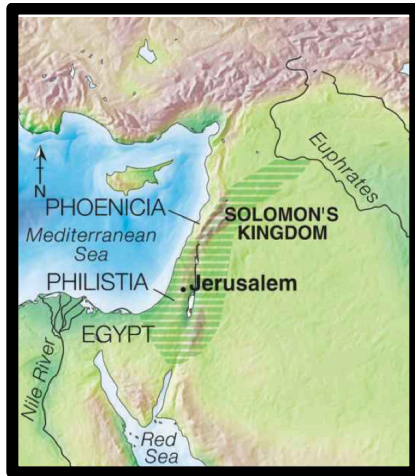 Euphrates
N
PHOENICIA
SOLOMON'S
KINGDOM
Mediterranean
Sea
PHILISTIA
Jerusalem
EGYPT
Nile River
Red
Sea